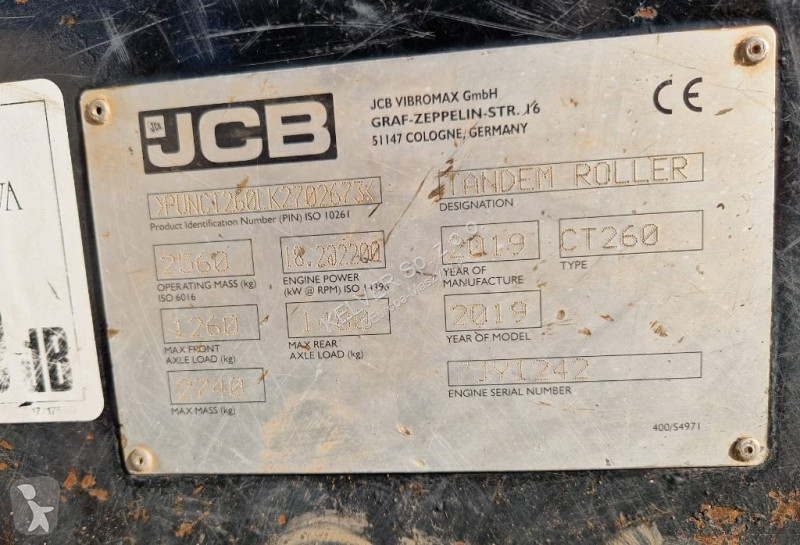 JCB
JCB VIBROMAX GmbH
GRAF-ZEPPELIN-STR. 16
51147 COLOGNE, GERMANY
CE
TANDEM ROLLER
DESIGNATION
Product Identification Number (PIN) ISO 10261
2560
OPERATING MASS (kg)
ISO 6016
18.2@2200
ENGINE POWER
(kW @ RPM) ISO 14396
2019
YEAR OF
MANUFACTURE
CT260
TYPE
1260
MAX FRONT
AXLE LOAD (kg)
MAX REAR
AXLE LOAD (kg)
2019
YEAR OF MODEL
2740
MAX MASS (kg)
ENGINE SERIAL NUMBER
400/S4971
dB